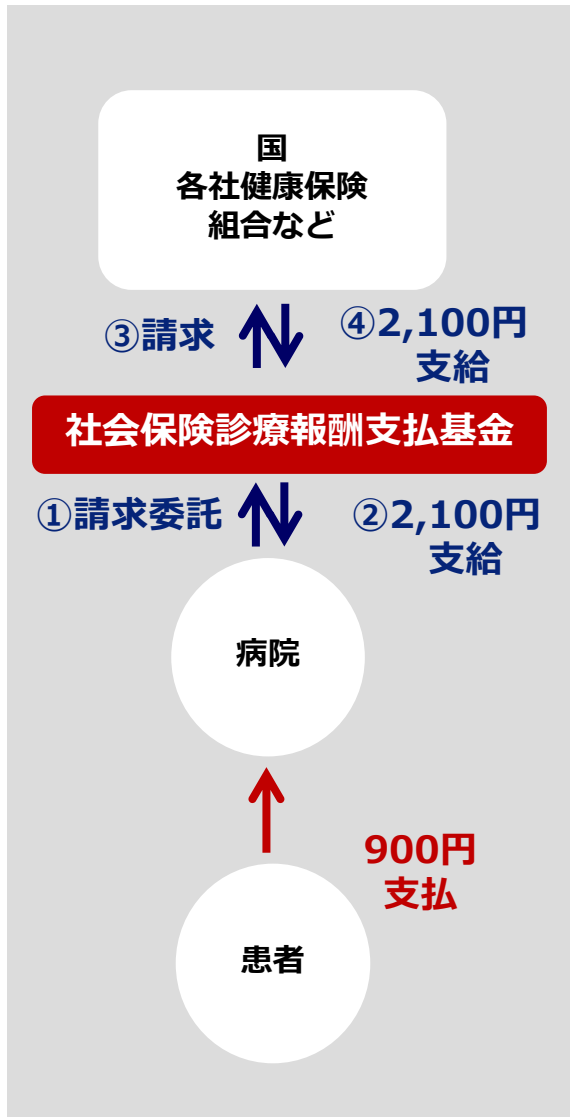 国
各社健康保険
組合など
③請求
④2,100円
支給
社会保険診療報酬支払基金
①請求委託
②2,100円
支給
病院
900円
支払
患者